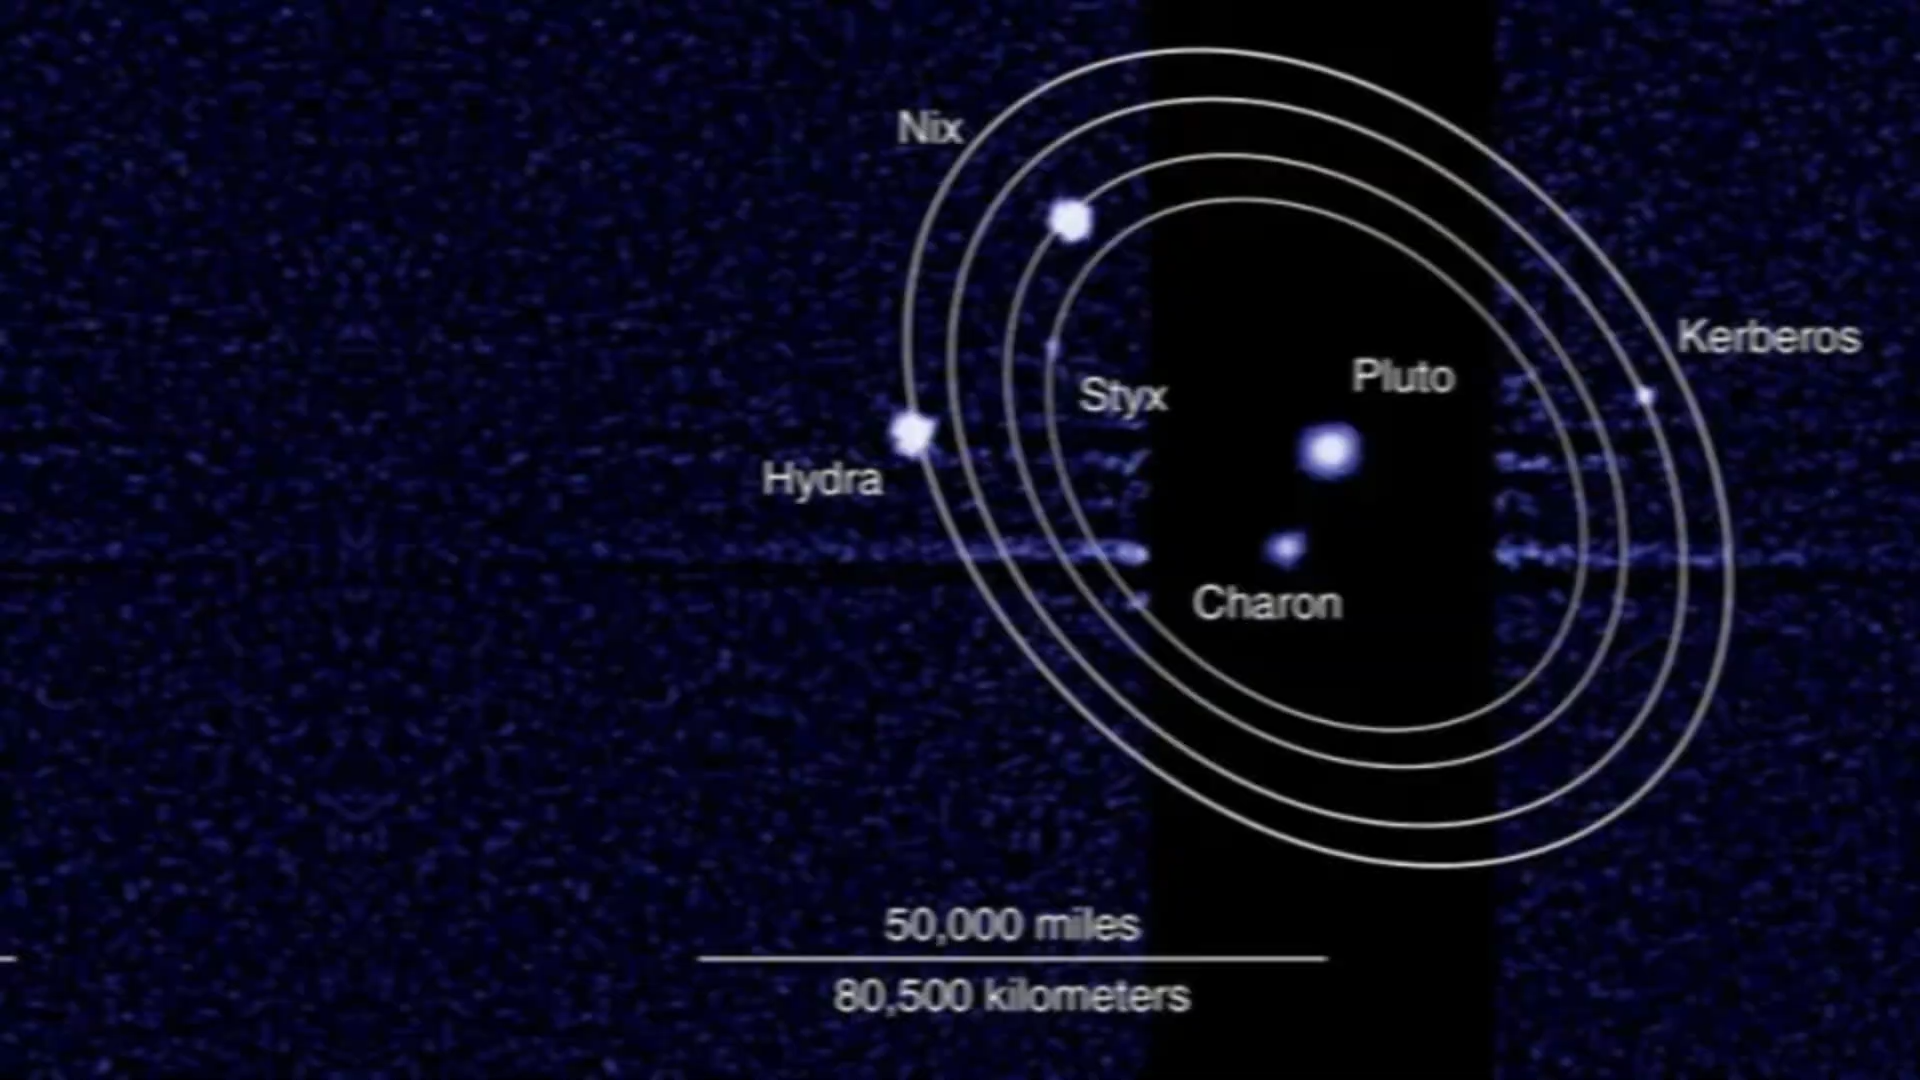 Nix
Kerberos
Pluto
Styx
Hydra
Charon
50,000 miles
80,500 kilometers